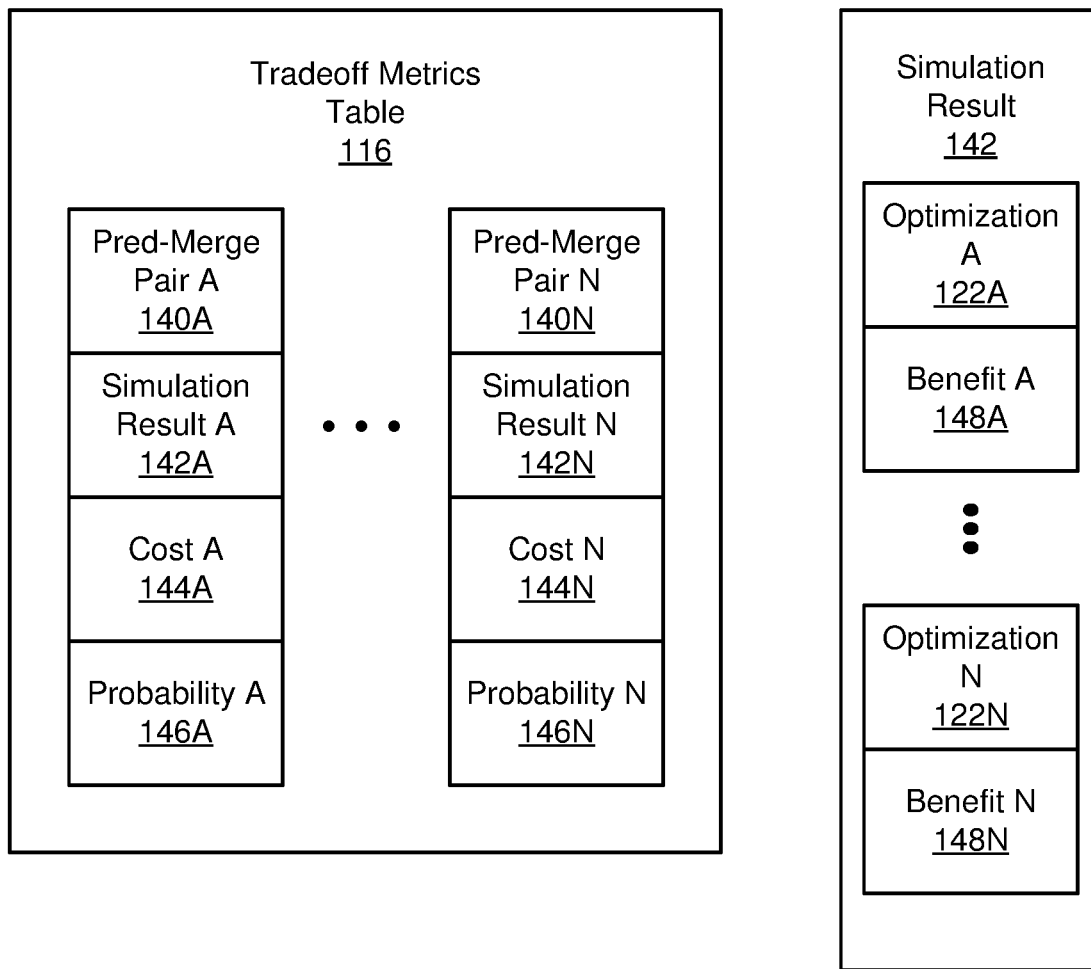 Tradeoff Metrics
Table
116
Pred-Merge
Pair A
140A
Simulation
Result A
142A
Cost A
144A
Probability A
146A
Pred-Merge
Pair N
140N
Simulation
Result N
142N
Cost N
144N
Probability N
146N
Simulation
Result
142
Optimization
A
122A
Benefit A
148A
Optimization
N
122N
Benefit N
148N